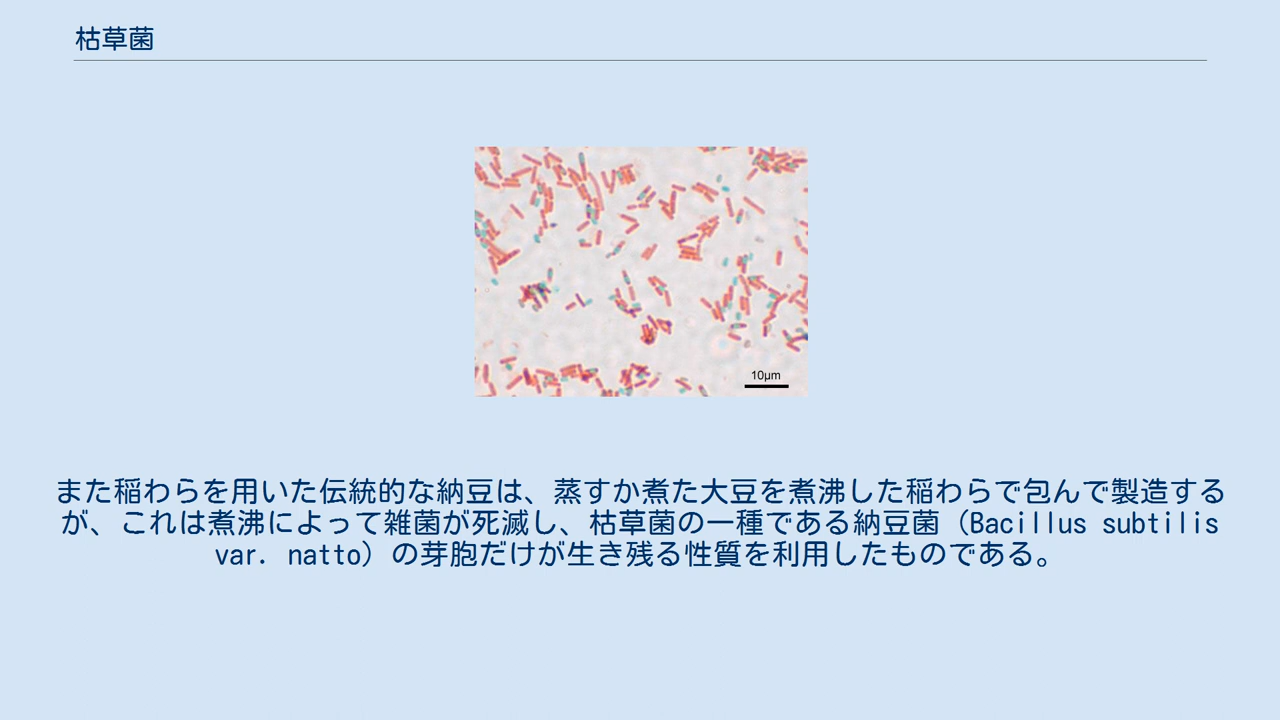 枯草菌
10μm
また稲わらを用いた伝統的な納豆は、蒸すか煮た大豆を煮沸した稲わらで包んで製造する
が、これは煮沸によって雑菌が死滅し、枯草菌の一種である納豆菌（Bacillus subtilis
var. natto）の芽胞だけが生き残る性質を利用したものである。